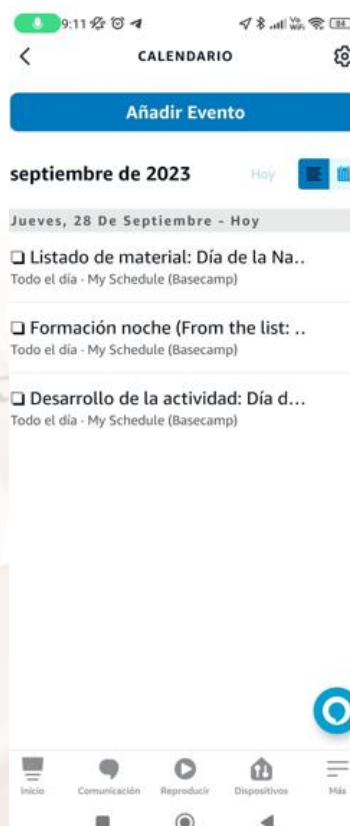 9:11
CALENDARIO
Añadir Evento
septiembre de 2023 Hoy
Jueves, 28 De Septiembre - Hoy
❏ Listado de material: Día de la Na..
Todo el día - My Schedule (Basecamp)
❏ Formación noche (From the list: ..
Todo el día - My Schedule (Basecamp)
❏ Desarrollo de la actividad: Día d...
Todo el día - My Schedule (Basecamp)
Inicio Comunicación Reproducir Dispositivos Más